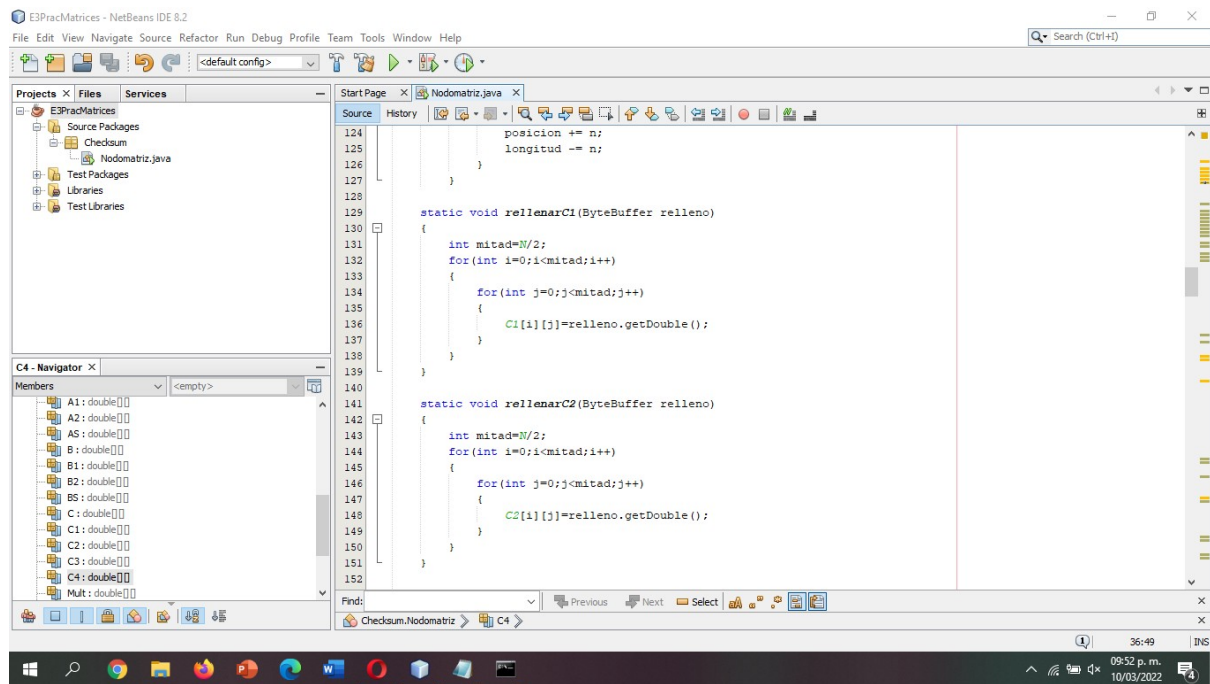 E3PracMatrices - NetBeans IDE 8.2
File Edit View Navigate Source Refactor Run Debug Profile Team Tools Window Help
Search (Ctrl+I)
<default config>
Projects Files Services
Start Page Nodomatriz.java
Source History
E3PracMatrices
Source Packages
Checksum
Nodomatriz.java
Test Packages
Libraries
Test Libraries
124 posicion += n;
125 longitud -= n;
126 }
127 }
128
129 static void rellenarC1(ByteBuffer relleno)
130 {
131 int mitad=N/2;
132 for(int i=0;i<mitad;i++)
133 {
134 for(int j=0;j<mitad;j++)
135 {
136 C1[i][j]=relleno.getDouble();
137 }
138 }
139 }
140
141 static void rellenarC2(ByteBuffer relleno)
142 {
143 int mitad=N/2;
144 for(int i=0;i<mitad;i++)
145 {
146 for(int j=0;j<mitad;j++)
147 {
148 C2[i][j]=relleno.getDouble();
149 }
150 }
151 }
152
C4 - Navigator
Members <empty>
A1 : double[][]
A2 : double[][]
AS : double[][]
B : double[][]
B1 : double[][]
B2 : double[][]
BS : double[][]
C : double[][]
C1 : double[][]
C2 : double[][]
C3 : double[][]
C4 : double[][]
Mult : double[][]
Find: Previous Next Select
Checksum.Nodomatriz C4
1 36:49 INS
09:52 p. m.
10/03/2022
4